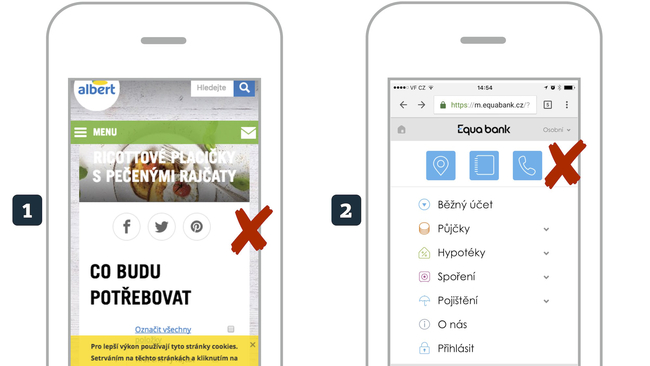 1
albert
Hledejte
MENU
RICOTTOVÉ PLACIČKY
S PEČENÝMI RAJČATY
CO BUDU
POTŘEBOVAT
Označit všechny
položky
Pro lepší výkon používají tyto stránky cookies.
Setrváním na těchto stránkách a kliknutím na
2
VF CZ 14:54
https://m.equabank.cz/?
5
Equa bank
Osobní
Běžný účet
Půjčky
Hypotéky
Spoření
Pojištění
O nás
Přihlásit